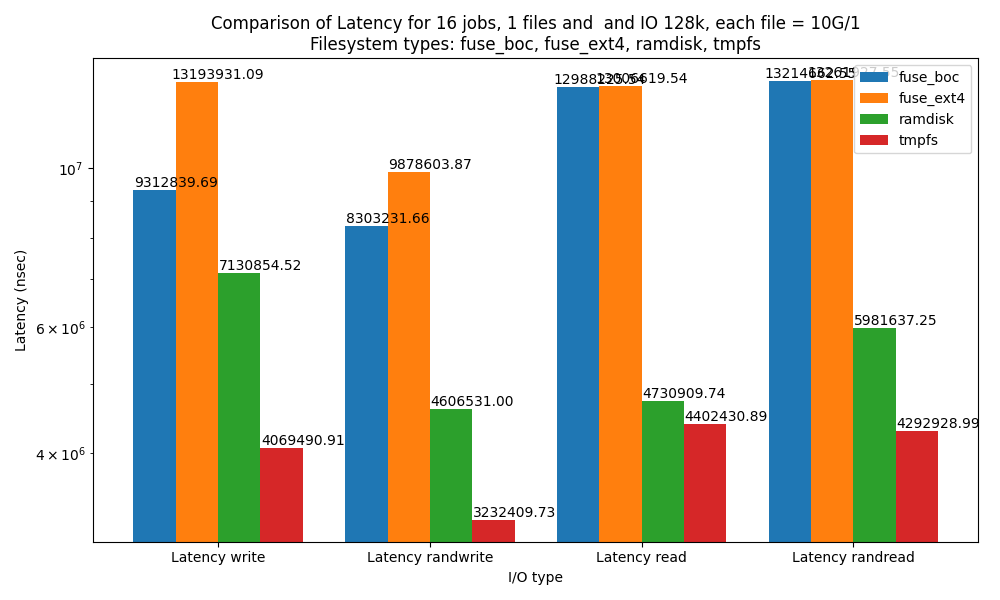 Comparison of Latency for 16 jobs, 1 files and  and IO 128k, each file = 10G/1
Filesystem types: fuse_boc, fuse_ext4, ramdisk, tmpfs
fuse_boc
fuse_ext4
ramdisk
tmpfs
Latency (nsec)
10^7
6 × 10^6
4 × 10^6
9312839.69
13193931.09
7130854.52
4069490.91
8303231.66
9878603.87
4606531.00
3232409.73
13006619.54
4730909.74
4402430.89
5981637.25
4292928.99
Latency write
Latency randwrite
Latency read
Latency randread
I/O type